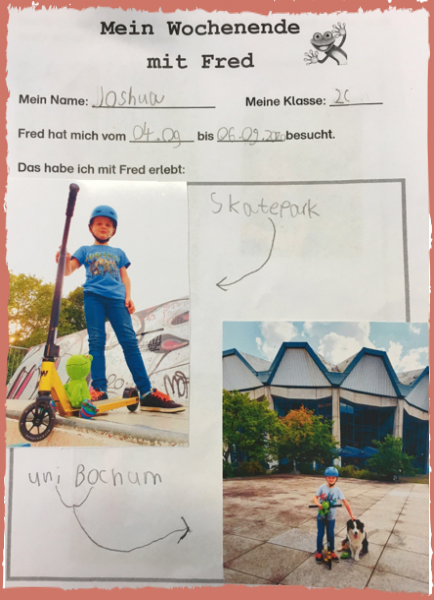 Mein Wochenende
mit Fred
Mein Name: Joshua Meine Klasse: 2c
Fred hat mich vom 04.09 bis 06.09.2020 besucht.
Das habe ich mit Fred erlebt:
Skatepark
uni Bochum